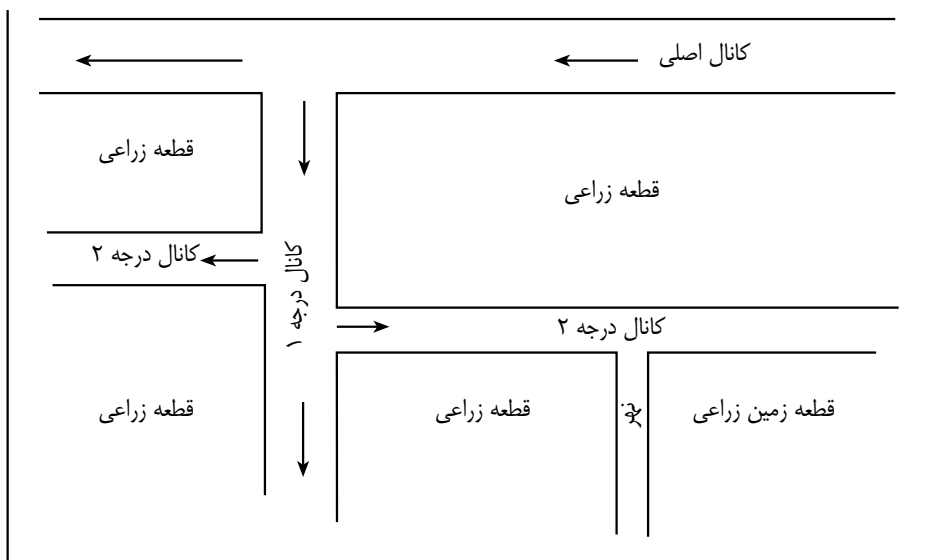 کانال اصلی
قطعه زراعی
قطعه زراعی
کانال درجه ۱
کانال درجه ۲
کانال درجه ۲
قطعه زمین زراعی
نهر
قطعه زراعی
قطعه زراعی